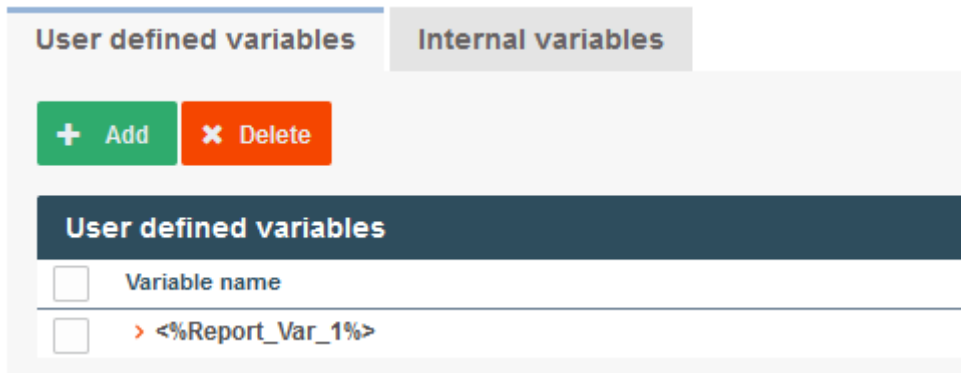 User defined variables Internal variables
+ Add × Delete
User defined variables
Variable name
> <%Report_Var_1%>